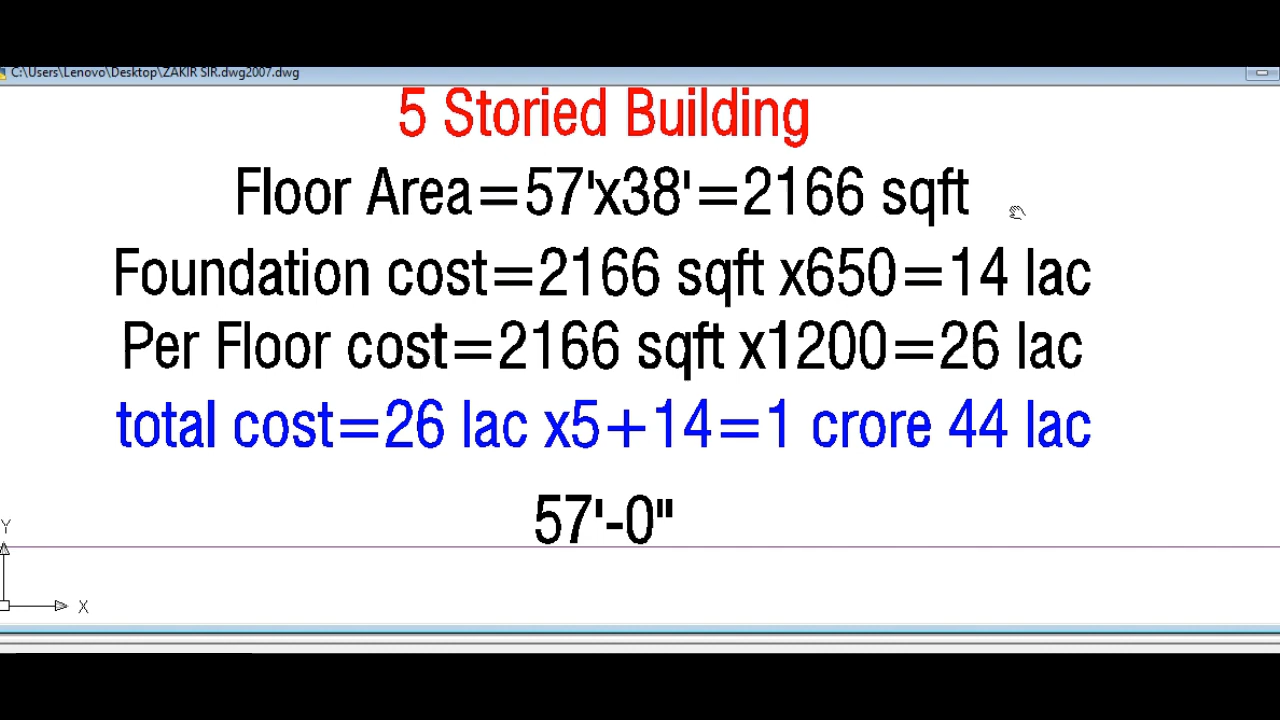 C:\Users\Lenovo\Desktop\ZAKIR SIR.dwg2007.dwg
5 Storied Building
Floor Area=57'x38'=2166 sqft
Foundation cost=2166 sqft x650=14 lac
Per Floor cost=2166 sqft x1200=26 lac
total cost=26 lac x5+14=1 crore 44 lac
57'-0"
Y
X